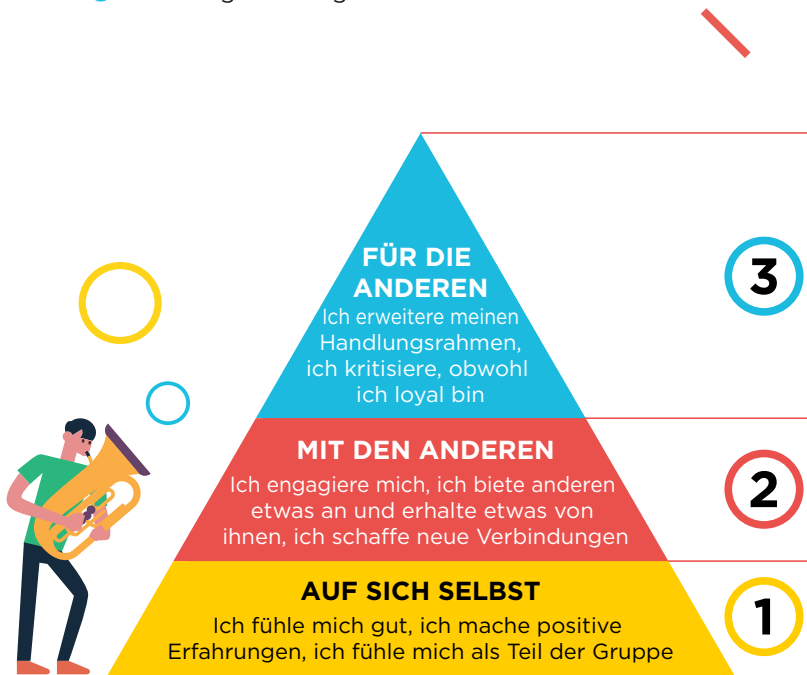 FÜR DIE
ANDEREN
Ich erweitere meinen
Handlungsrahmen,
ich kritisiere, obwohl
ich loyal bin
3
MIT DEN ANDEREN
Ich engagiere mich, ich biete anderen
etwas an und erhalte etwas von
ihnen, ich schaffe neue Verbindungen
2
AUF SICH SELBST
Ich fühle mich gut, ich mache positive
Erfahrungen, ich fühle mich als Teil der Gruppe
1